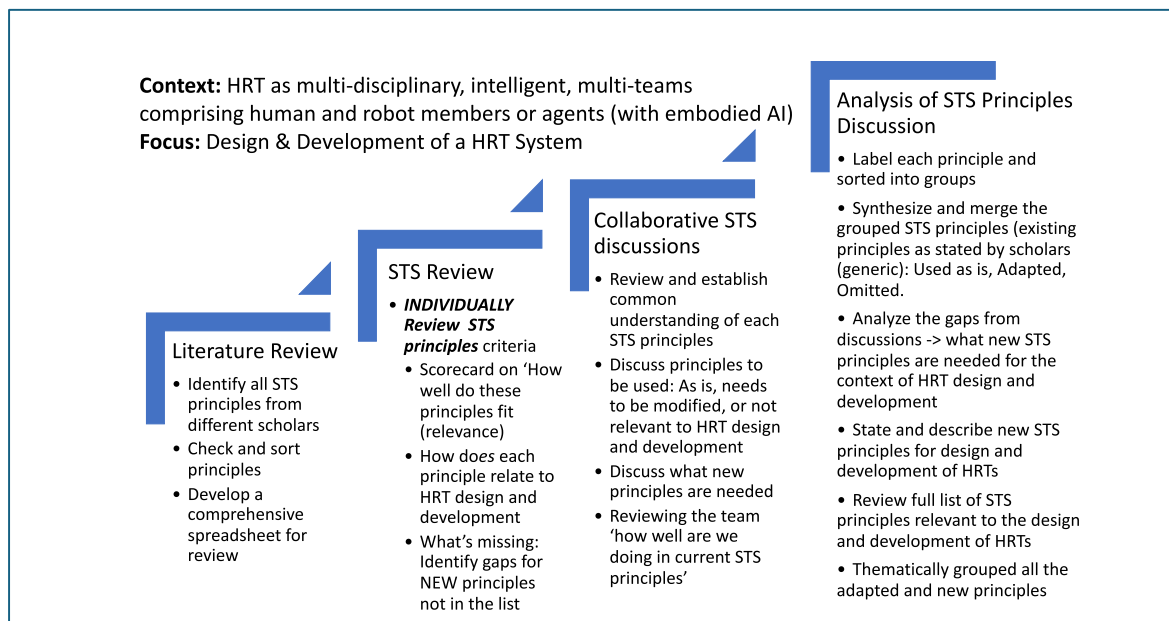 Context: HRT as multi-disciplinary, intelligent, multi-teams
comprising human and robot members or agents (with embodied AI)
Focus: Design & Development of a HRT System
Literature Review
• Identify all STS
principles from
different scholars
• Check and sort
principles
• Develop a
comprehensive
spreadsheet for
review
STS Review
• INDIVIDUALLY
Review STS
principles criteria
• Scorecard on ‘How
well do these
principles fit
(relevance)
• How does each
principle relate to
HRT design and
development
• What’s missing:
Identify gaps for
NEW principles
not in the list
Collaborative STS
discussions
• Review and establish
common
understanding of each
STS principles
• Discuss principles to
be used: As is, needs
to be modified, or not
relevant to HRT design
and development
• Discuss what new
principles are needed
• Reviewing the team
‘how well are we
doing in current STS
principles’
Analysis of STS Principles
Discussion
• Label each principle and
sorted into groups
• Synthesize and merge the
grouped STS principles (existing
principles as stated by scholars
(generic): Used as is, Adapted,
Omitted.
• Analyze the gaps from
discussions -> what new STS
principles are needed for the
context of HRT design and
development
• State and describe new STS
principles for design and
development of HRTs
• Review full list of STS
principles relevant to the design
and development of HRTs
• Thematically grouped all the
adapted and new principles